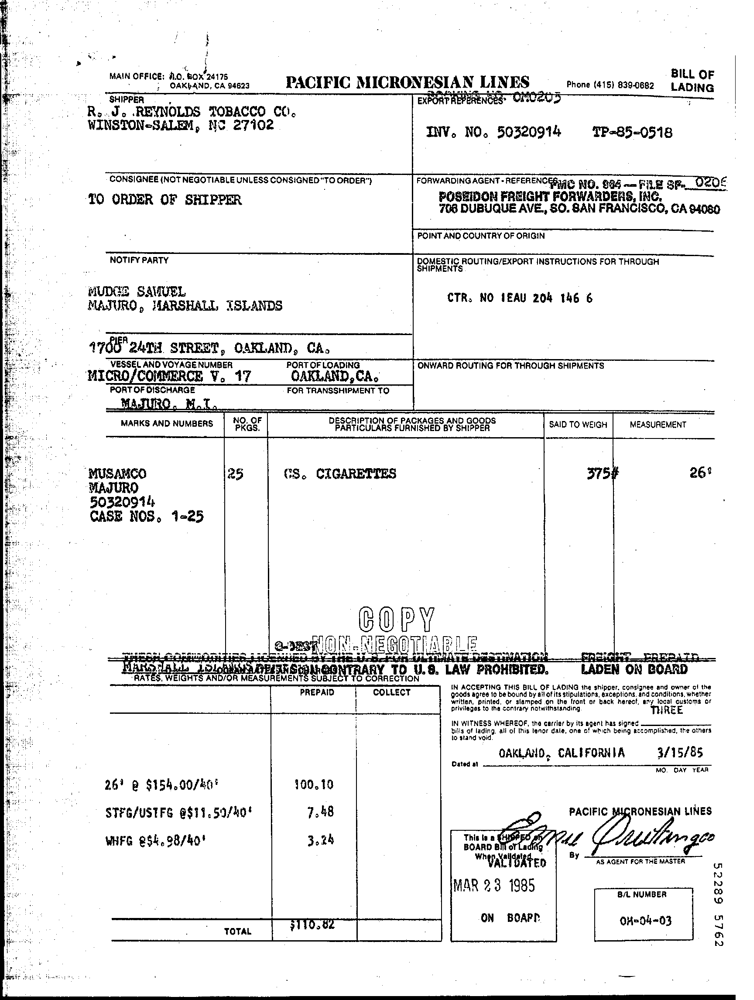 MAIN OFFICE: P.O. BOX 24175
OAKLAND, CA 94623
PACIFIC MICRONESIAN LINES
Phone (415) 839-0682
BILL OF
LADING
SHIPPER
R. J. REYNOLDS TOBACCO CO.
WINSTON-SALEM, NC 27102
EXPORT REFERENCES- OM0205
INV. NO. 50320914 TP-85-0518
CONSIGNEE (NOT NEGOTIABLE UNLESS CONSIGNED "TO ORDER")
TO ORDER OF SHIPPER
FORWARDING AGENT - REFERENCES
FMC NO. 986 — FILE SF- 0205
POSEIDON FREIGHT FORWARDERS, INC.
706 DUBUQUE AVE., SO. SAN FRANCISCO, CA 94080
POINT AND COUNTRY OF ORIGIN
NOTIFY PARTY
MUDGE SAMUEL
MAJURO, MARSHALL ISLANDS
DOMESTIC ROUTING/EXPORT INSTRUCTIONS FOR THROUGH
SHIPMENTS
CTR. NO IEAU 204 146 6
PIER
1700 24TH STREET, OAKLAND, CA.
VESSEL AND VOYAGE NUMBER
PORT OF LOADING
ONWARD ROUTING FOR THROUGH SHIPMENTS
MICRO/COMMERCE V. 17
OAKLAND, CA.
PORT OF DISCHARGE
FOR TRANSSHIPMENT TO
MAJURO, M.I.
MARKS AND NUMBERS
NO. OF
PKGS.
DESCRIPTION OF PACKAGES AND GOODS
PARTICULARS FURNISHED BY SHIPPER
SAID TO WEIGH
MEASUREMENT
MUSAMCO 25 CS. CIGARETTES 375# 26'
MAJURO
50320914
CASE NOS. 1-25
COPY
NON-NEGOTIABLE
THESE COMMODITIES LICENSED BY THE U.S. FOR ULTIMATE DESTINATION
FREIGHT PREPAID
MARSHALL ISLANDS DIVERSION CONTRARY TO U.S. LAW PROHIBITED.
LADEN ON BOARD
RATES, WEIGHTS AND/OR MEASUREMENTS SUBJECT TO CORRECTION
PREPAID
COLLECT
IN ACCEPTING THIS BILL OF LADING the shipper, consignee and owner of the
goods agree to be bound by all of its stipulations, exceptions, and conditions, whether
written, printed, or stamped on the front or back hereof, any local customs or
privileges to the contrary notwithstanding.
THREE
IN WITNESS WHEREOF, the carrier by its agent has signed
bills of lading, all of this tenor date, one of which being accomplished, the others
to stand void.
OAKLAND, CALIFORNIA 3/15/85
Dated at
MO. DAY YEAR
26' @ $154.00/40' 100.10
STFG/USTFG @$11.50/40' 7.48
WHFG @$4.98/40' 3.24
PACIFIC MICRONESIAN LINES
This is a SHIPPED on
BOARD Bill of Lading
When Validated
VALIDATED
MAR 23 1985
ON BOARD
By
AS AGENT FOR THE MASTER
B/L NUMBER
OM-04-03
TOTAL $110.82
52289 5762